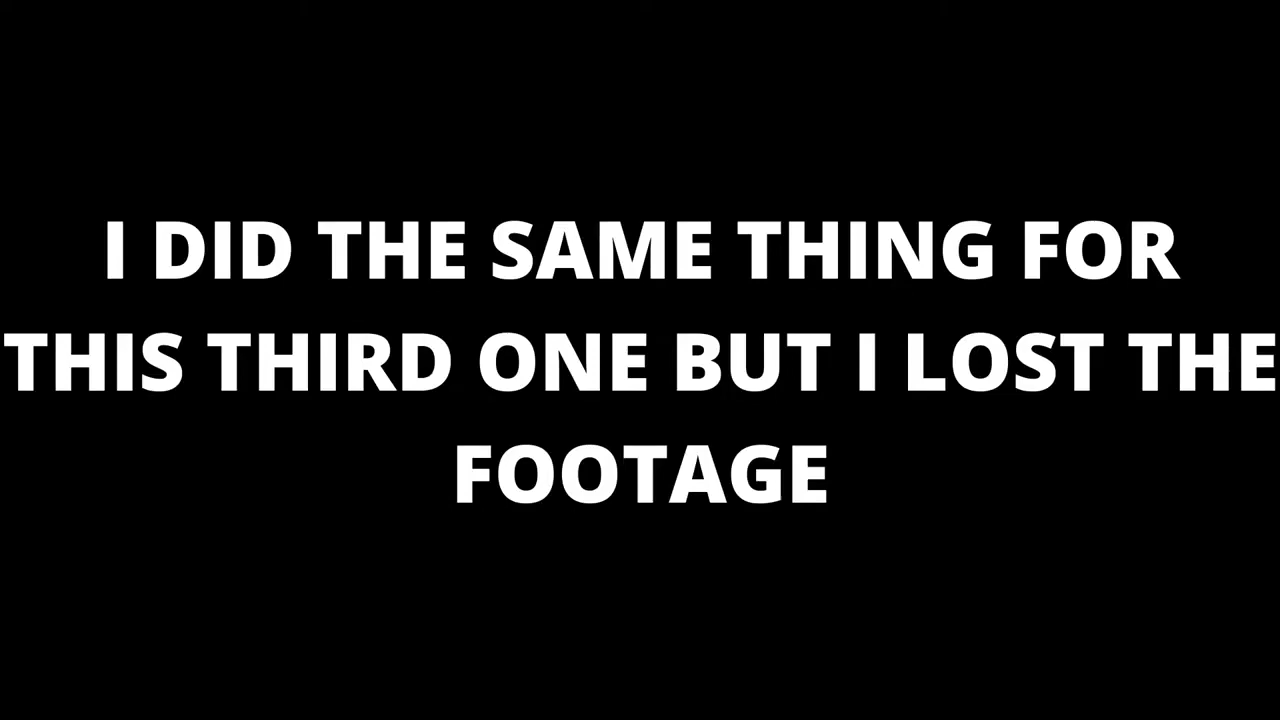 I DID THE SAME THING FOR
THIS THIRD ONE BUT I LOST THE
FOOTAGE